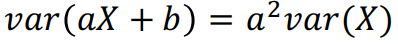 var(aX + b) = a²var(X)